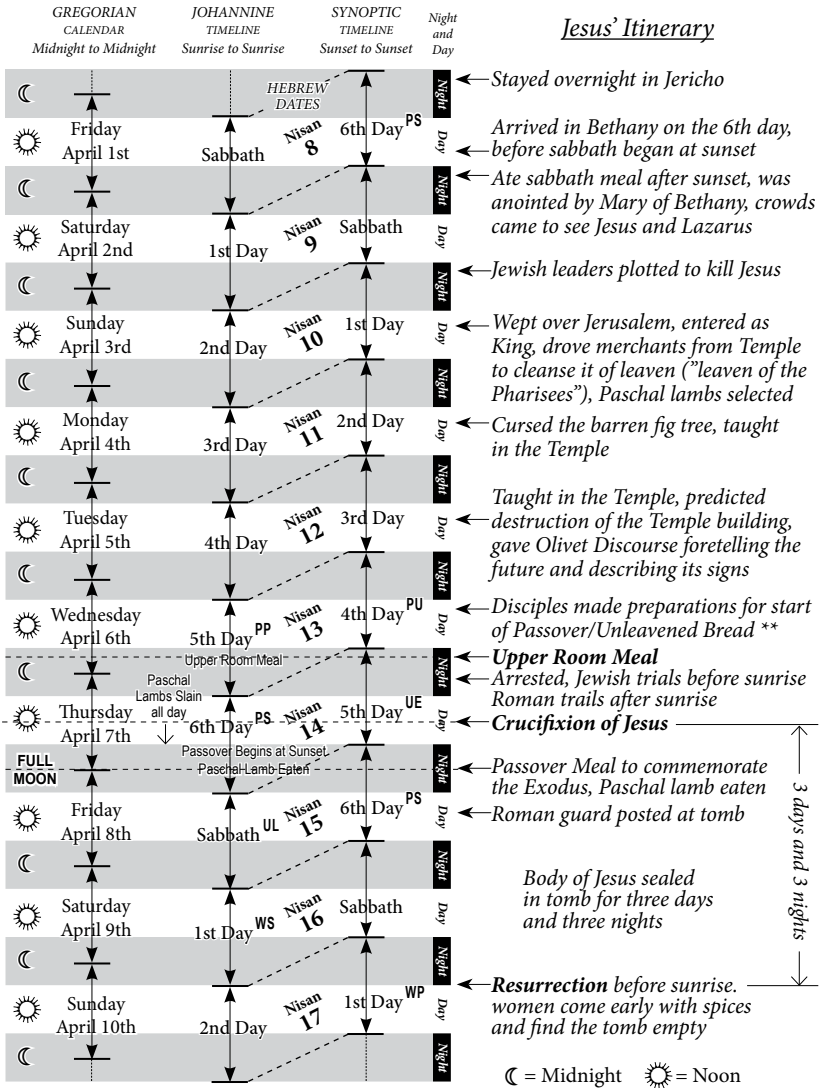 GREGORIAN
CALENDAR
Midnight to Midnight
JOHANNINE
TIMELINE
Sunrise to Sunrise
SYNOPTIC
TIMELINE
Sunset to Sunset
Night
and
Day
Jesus' Itinerary
HEBREW
DATES
Night
Stayed overnight in Jericho
Friday
April 1st
Sabbath
Nisan
8
6th Day PS
Day
Arrived in Bethany on the 6th day,
before sabbath began at sunset
Night
Ate sabbath meal after sunset, was
anointed by Mary of Bethany, crowds
came to see Jesus and Lazarus
Saturday
April 2nd
1st Day
Nisan
9
Sabbath
Day
Night
Jewish leaders plotted to kill Jesus
Sunday
April 3rd
2nd Day
Nisan
10
1st Day
Day
Wept over Jerusalem, entered as
King, drove merchants from Temple
to cleanse it of leaven ("leaven of the
Pharisees"), Paschal lambs selected
Night
Monday
April 4th
3rd Day
Nisan
11
2nd Day
Day
Cursed the barren fig tree, taught
in the Temple
Night
Tuesday
April 5th
4th Day
Nisan
12
3rd Day
Day
Taught in the Temple, predicted
destruction of the Temple building,
gave Olivet Discourse foretelling the
future and describing its signs
Night
Wednesday
April 6th
5th Day PP
Nisan
13
4th Day PU
Day
Disciples made preparations for start
of Passover/Unleavened Bread **
Upper Room Meal
Night
Upper Room Meal
Arrested, Jewish trials before sunrise
Roman trails after sunrise
Paschal
Lambs Slain
all day
Thursday
April 7th
6th Day PS
Nisan
14
5th Day UE
Day
Crucifixion of Jesus
Passover Begins at Sunset
FULL
MOON
Paschal Lamb Eaten
Night
Passover Meal to commemorate
the Exodus, Paschal lamb eaten
Friday
April 8th
Sabbath UL
Nisan
15
6th Day PS
Day
Roman guard posted at tomb
3 days and 3 nights
Night
Body of Jesus sealed
in tomb for three days
and three nights
Saturday
April 9th
1st Day WS
Nisan
16
Sabbath
Day
Night
Resurrection before sunrise.
women come early with spices
and find the tomb empty
Sunday
April 10th
2nd Day
Nisan
17
1st Day WP
Day
Night
= Midnight
= Noon